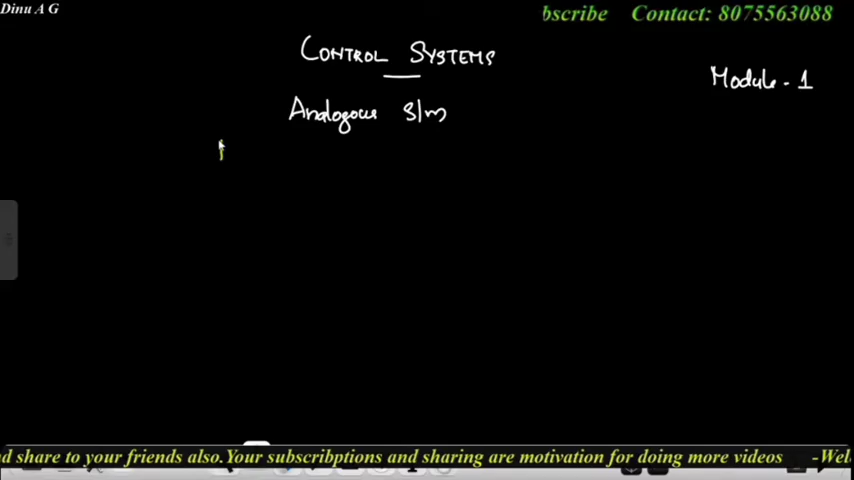 Dinu A G
bscribe Contact: 8075563088
CONTROL SYSTEMS
Module - 1
Analogous S/m
d share to your friends also.Your subscribptions and sharing are motivation for doing more videos -Wel